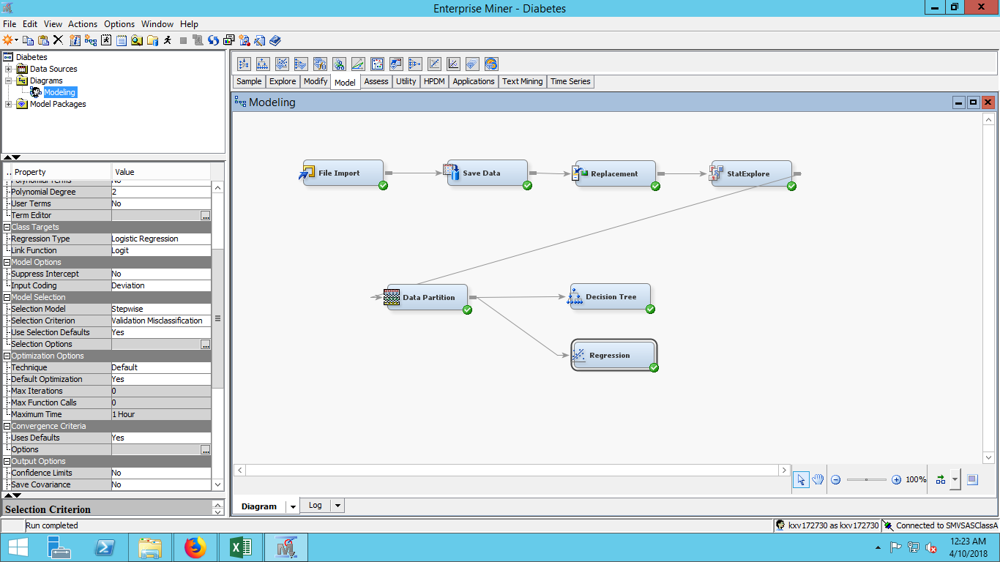 Enterprise Miner - Diabetes
File Edit View Actions Options Window Help
Diabetes
Data Sources
Diagrams
Modeling
Model Packages
.. Property Value
Polynomial Terms No
Polynomial Degree 2
User Terms No
Term Editor ...
Class Targets
Regression Type Logistic Regression
Link Function Logit
Model Options
Suppress Intercept No
Input Coding Deviation
Model Selection
Selection Model Stepwise
Selection Criterion Validation Misclassification
Use Selection Defaults Yes
Selection Options ...
Optimization Options
Technique Default
Default Optimization Yes
Max Iterations 0
Max Function Calls 0
Maximum Time 1 Hour
Convergence Criteria
Uses Defaults Yes
Options ...
Output Options
Confidence Limits No
Save Covariance No
Selection Criterion
Sample Explore Modify Model Assess Utility HPDM Applications Text Mining Time Series
Modeling
File Import
Save Data
Replacement
StatExplore
Data Partition
Decision Tree
Regression
100%
Diagram Log
Run completed
kxv172730 as kxv172730
Connected to SMVSASClassA
12:23 AM
4/10/2018